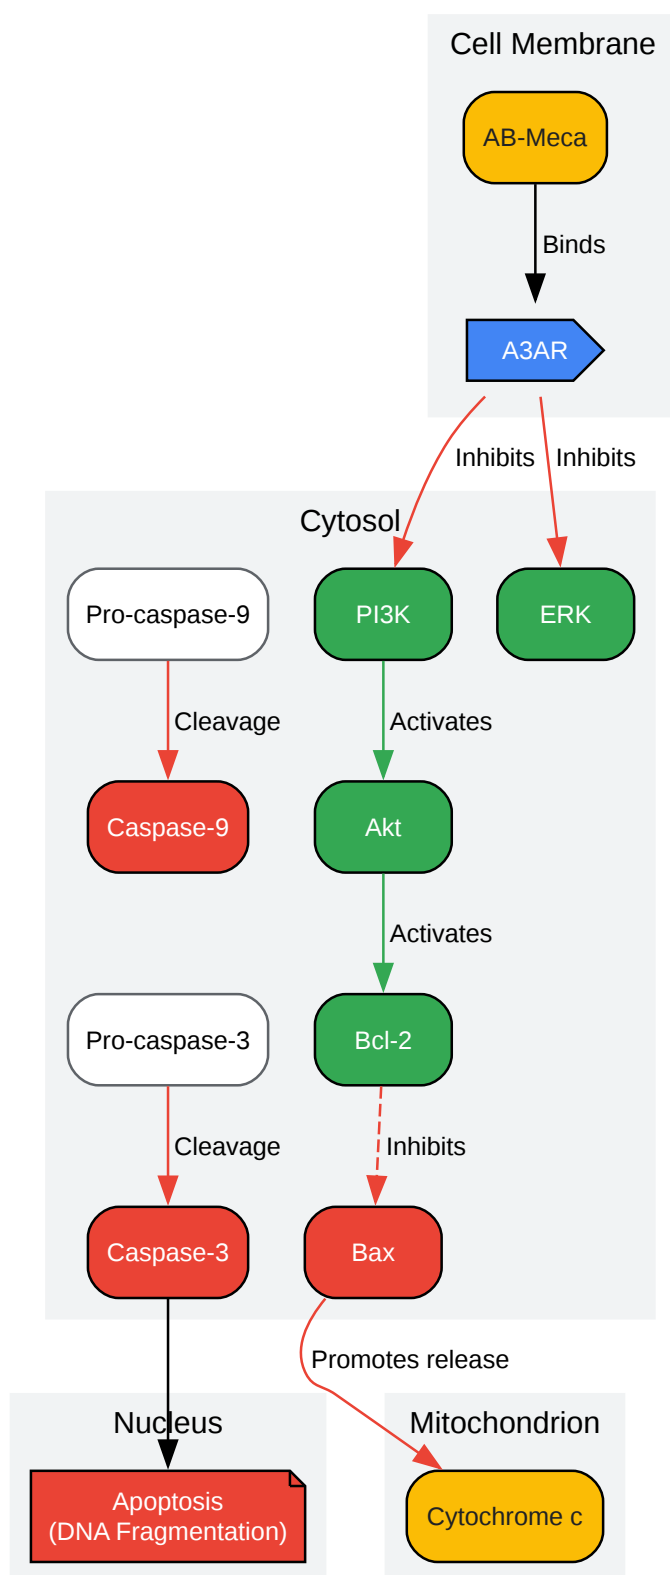 Cell Membrane
AB-Meca
Binds
A3AR
Inhibits
Inhibits
Cytosol
Pro-caspase-9
PI3K
ERK
Cleavage
Activates
Caspase-9
Akt
Activates
Pro-caspase-3
Bcl-2
Cleavage
Inhibits
Caspase-3
Bax
Promotes release
Nucleus
Mitochondrion
Apoptosis
(DNA Fragmentation)
Cytochrome c